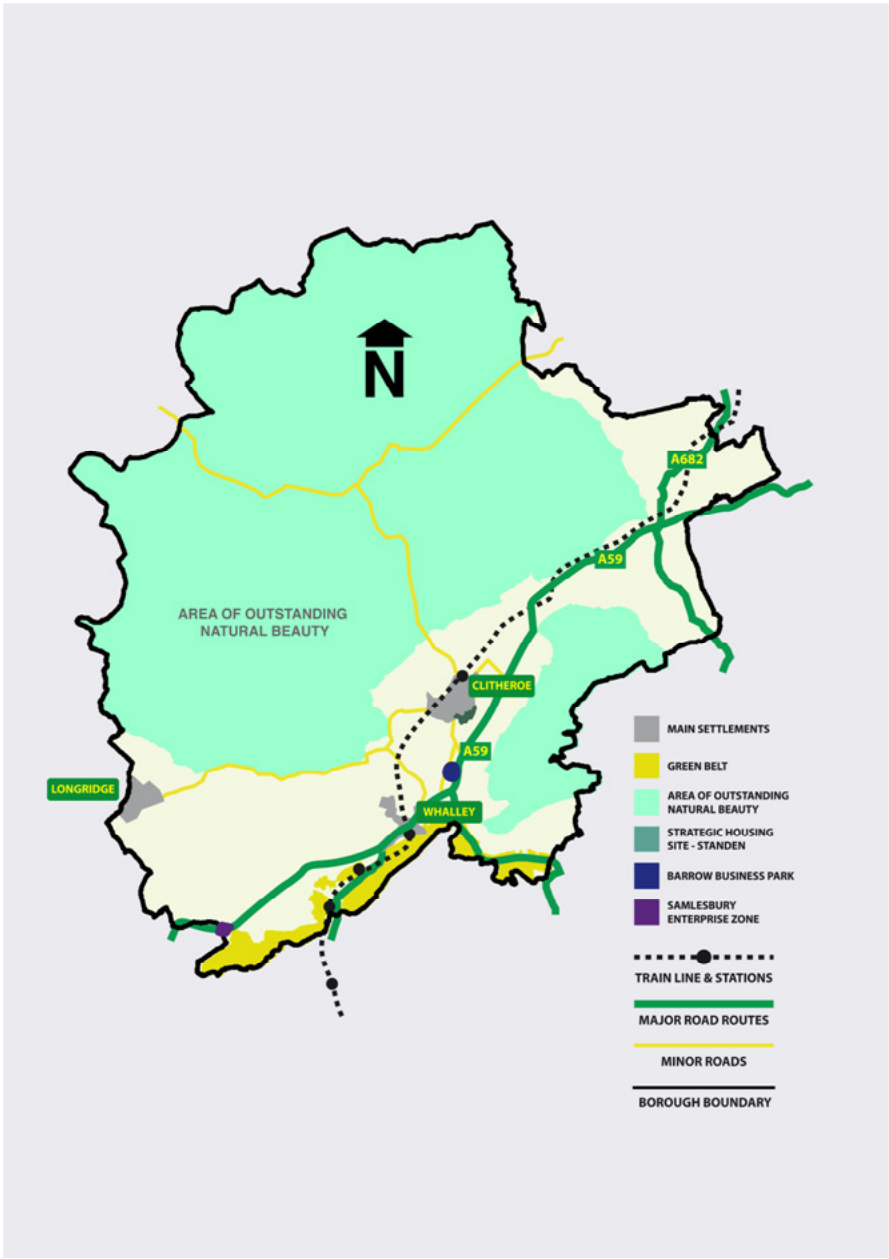 N
A682
A59
AREA OF OUTSTANDING
NATURAL BEAUTY
CLITHEROE
A59
LONGRIDGE
WHALLEY
MAIN SETTLEMENTS
GREEN BELT
AREA OF OUTSTANDING
NATURAL BEAUTY
STRATEGIC HOUSING
SITE - STANDEN
BARROW BUSINESS PARK
SAMLESBURY
ENTERPRISE ZONE
TRAIN LINE & STATIONS
MAJOR ROAD ROUTES
MINOR ROADS
BOROUGH BOUNDARY